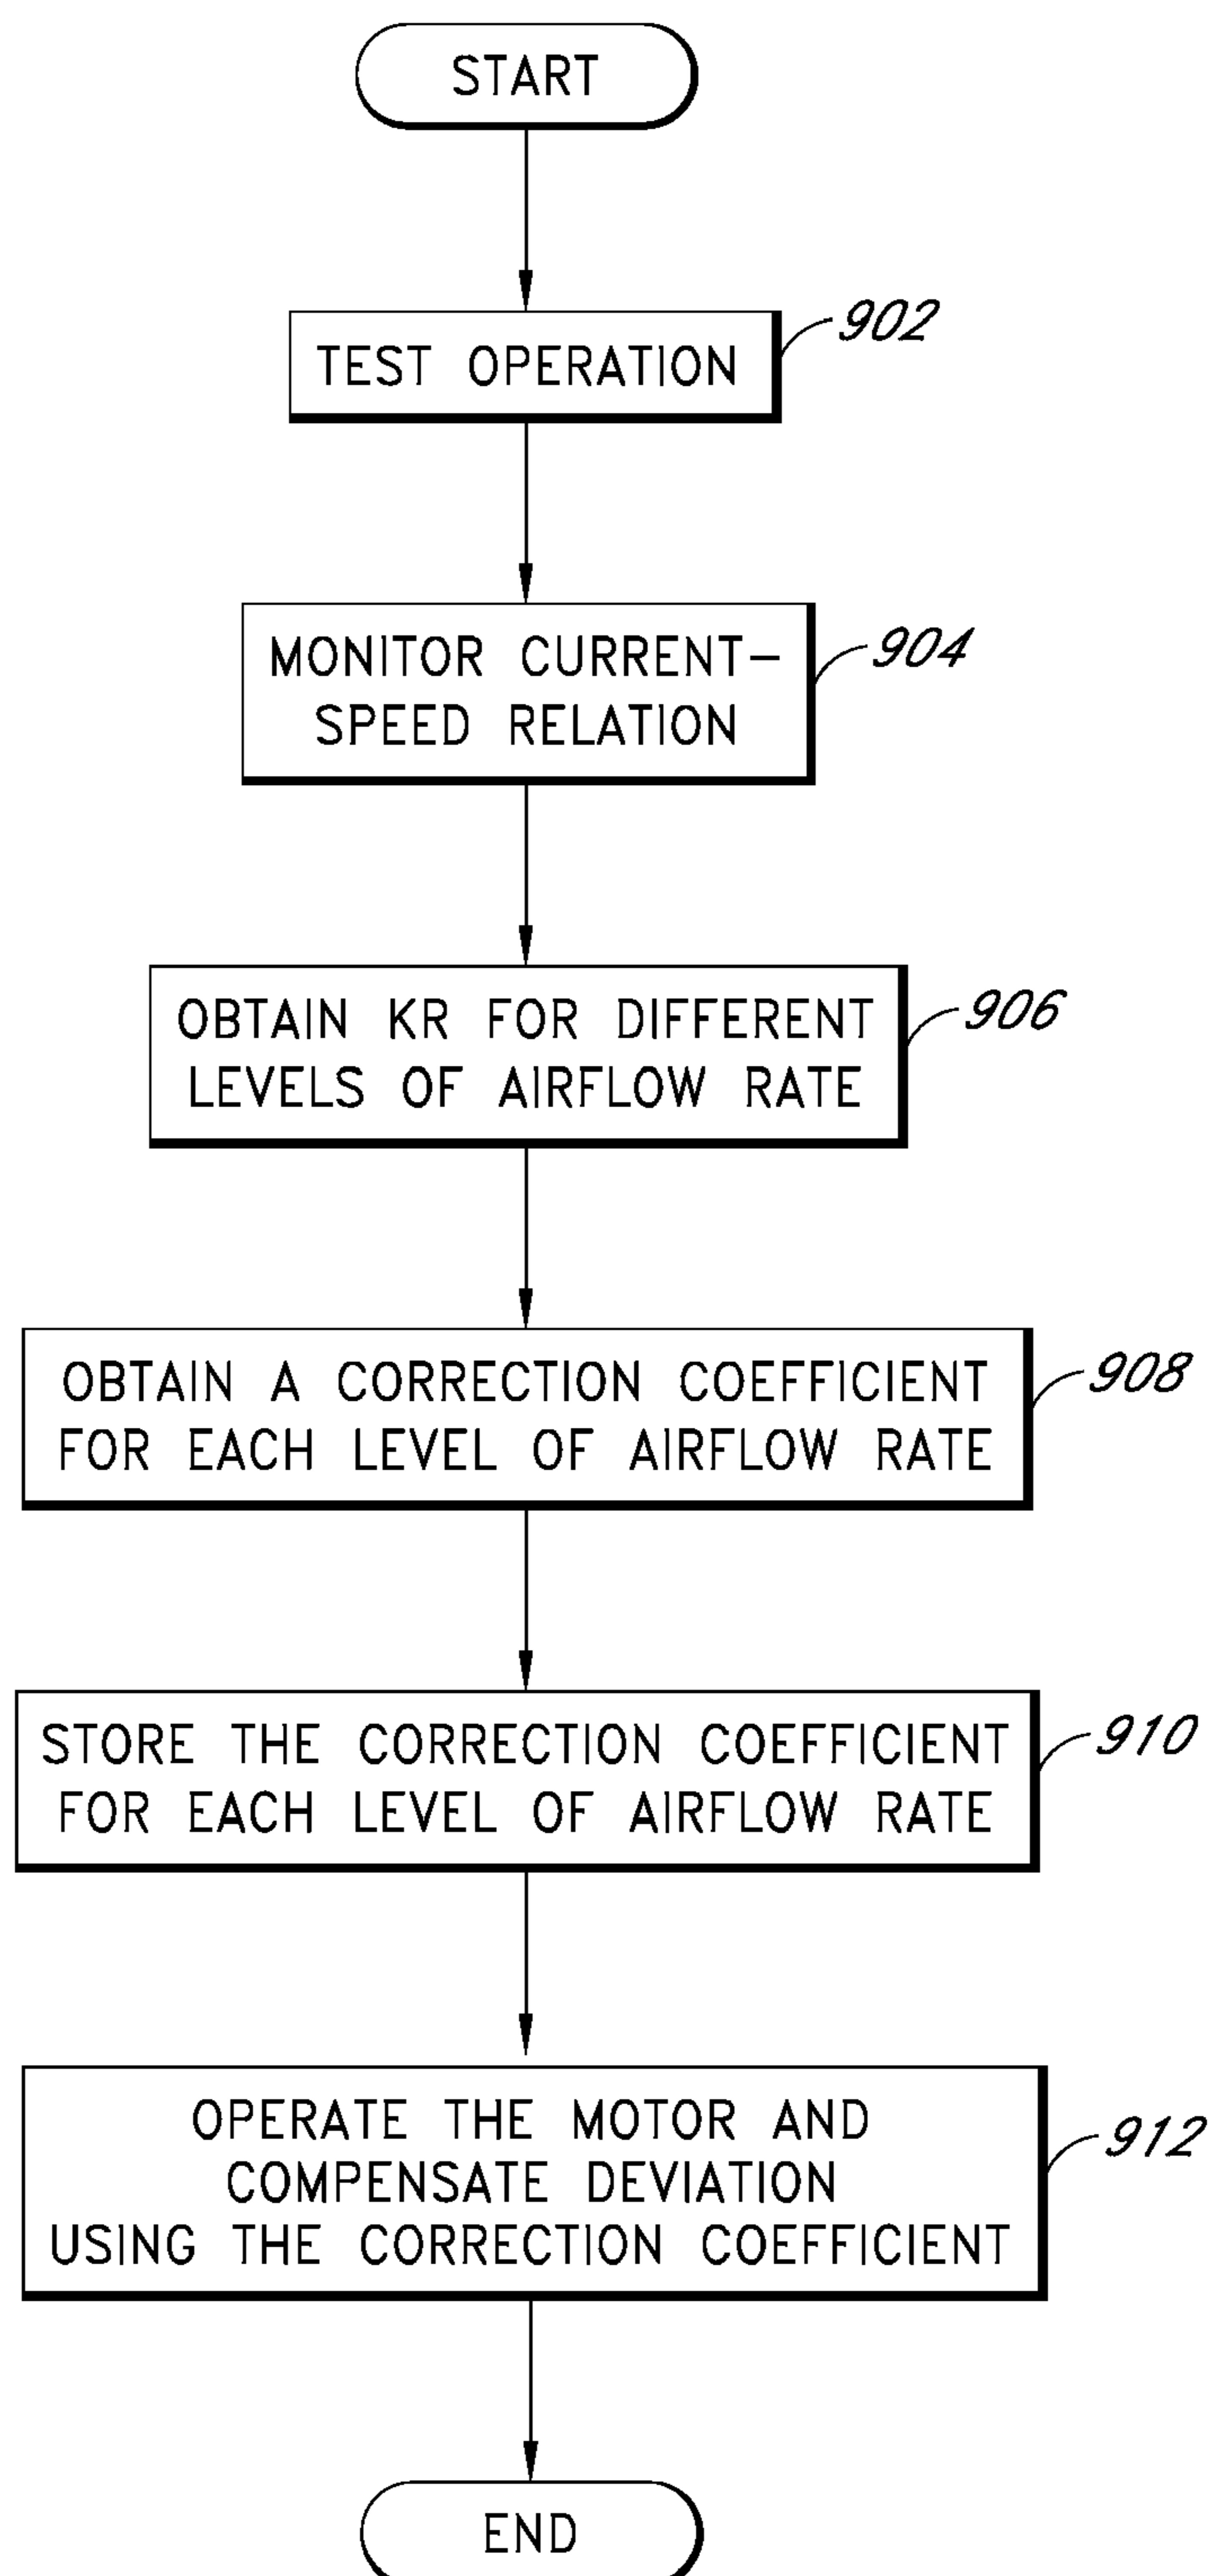 START
TEST OPERATION
902
MONITOR CURRENT-
SPEED RELATION
904
OBTAIN KR FOR DIFFERENT
LEVELS OF AIRFLOW RATE
906
OBTAIN A CORRECTION COEFFICIENT
FOR EACH LEVEL OF AIRFLOW RATE
908
STORE THE CORRECTION COEFFICIENT
FOR EACH LEVEL OF AIRFLOW RATE
910
OPERATE THE MOTOR AND
COMPENSATE DEVIATION
USING THE CORRECTION COEFFICIENT
912
END